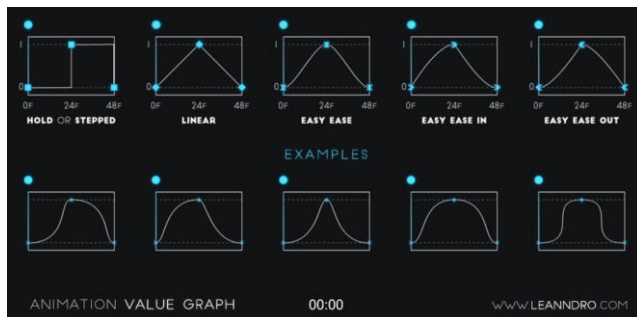 1 1 1 1 1
0 0 0 0 0
0F 24F 48F 0F 24F 48F 0F 24F 48F 0F 24F 48F 0F 24F 48F
HOLD OR STEPPED LINEAR EASY EASE EASY EASE IN EASY EASE OUT
EXAMPLES
ANIMATION VALUE GRAPH 00:00 WWW.LEANNDRO.COM